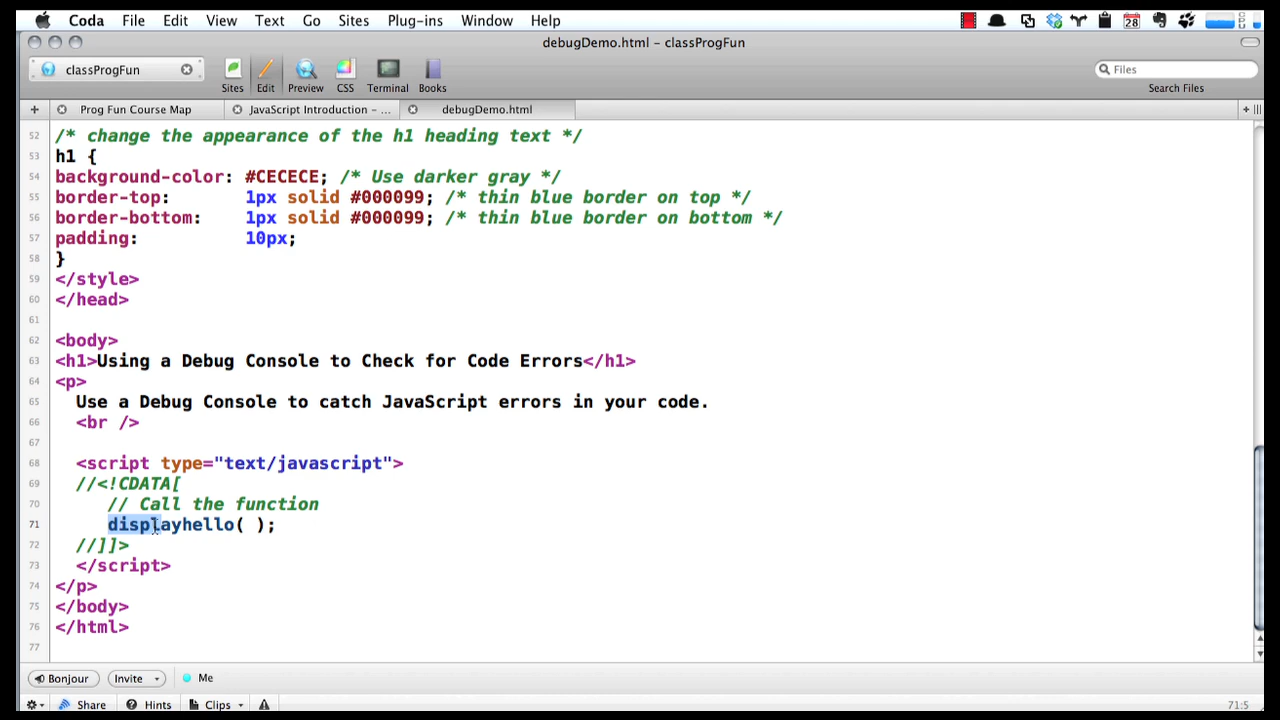 Coda File Edit View Text Go Sites Plug-ins Window Help 28
debugDemo.html – classProgFun
classProgFun Sites Edit Preview CSS Terminal Books Files Search Files
Prog Fun Course Map JavaScript Introduction – ... debugDemo.html
52 /* change the appearance of the h1 heading text */
53 h1 {
54 background-color: #CECECE; /* Use darker gray */
55 border-top: 1px solid #000099; /* thin blue border on top */
56 border-bottom: 1px solid #000099; /* thin blue border on bottom */
57 padding: 10px;
58 }
59 </style>
60 </head>
61
62 <body>
63 <h1>Using a Debug Console to Check for Code Errors</h1>
64 <p>
65 Use a Debug Console to catch JavaScript errors in your code.
66 <br />
67
68 <script type="text/javascript">
69 //<!CDATA[
70 // Call the function
71 displayhello( );
72 //]]>
73 </script>
74 </p>
75 </body>
76 </html>
77
Bonjour Invite Me
Share Hints Clips 71:5